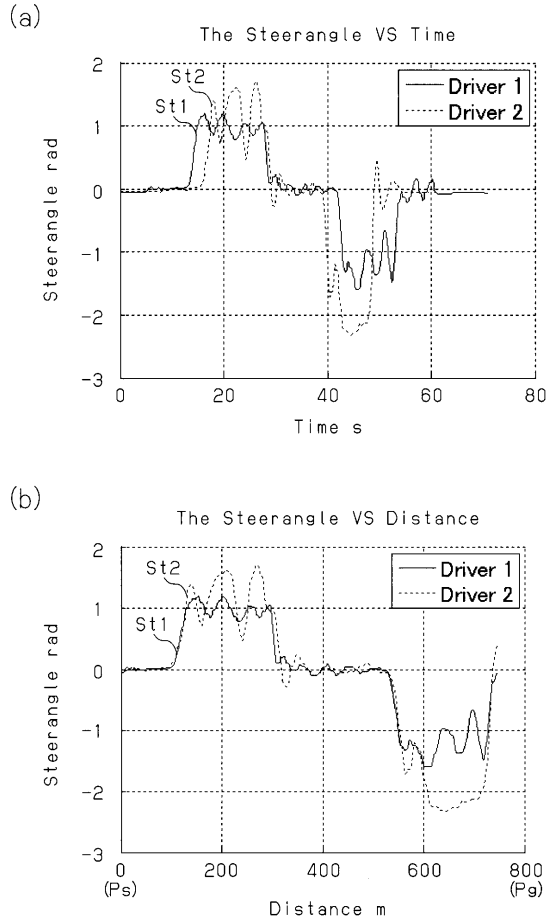 (a)
The Steerangle VS Time
St2
St1
Driver 1
Driver 2
Steerangle rad
2
1
0
-1
-2
-3
0
20
40
60
80
Time s
(b)
The Steerangle VS Distance
St2
St1
Driver 1
Driver 2
Steerangle rad
2
1
0
-1
-2
-3
0
200
400
600
800
(Ps)
(Pg)
Distance m